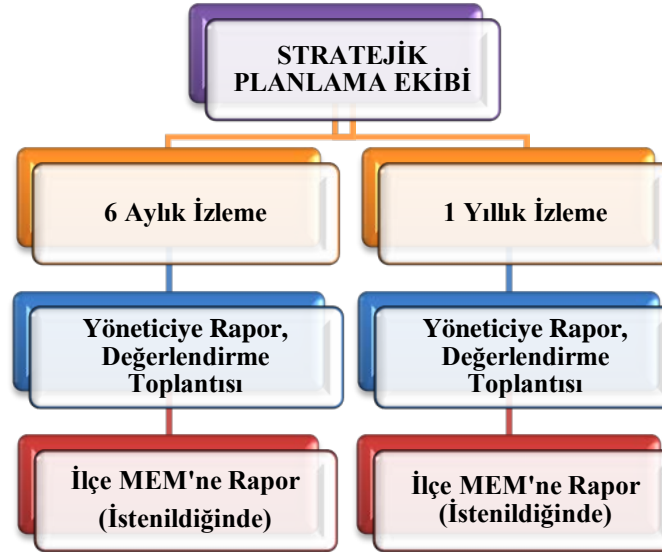 STRATEJİK
PLANLAMA EKİBİ
6 Aylık İzleme
1 Yıllık İzleme
Yöneticiye Rapor,
Değerlendirme
Toplantısı
Yöneticiye Rapor,
Değerlendirme
Toplantısı
İlçe MEM'ne Rapor
(İstenildiğinde)
İlçe MEM'ne Rapor
(İstenildiğinde)